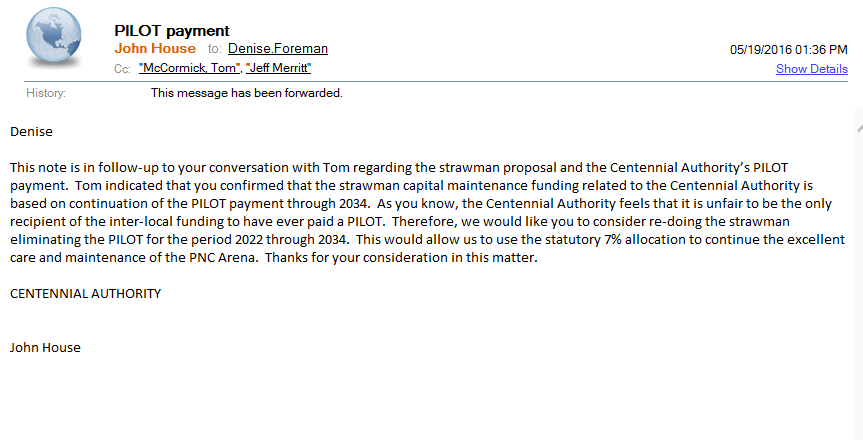 PILOT payment
John House to: Denise.Foreman 05/19/2016 01:36 PM
Cc: "McCormick, Tom", "Jeff Merritt" Show Details
History: This message has been forwarded.
Denise
This note is in follow-up to your conversation with Tom regarding the strawman proposal and the Centennial Authority's PILOT
payment.  Tom indicated that you confirmed that the strawman capital maintenance funding related to the Centennial Authority is
based on continuation of the PILOT payment through 2034.  As you know, the Centennial Authority feels that it is unfair to be the only
recipient of the inter-local funding to have ever paid a PILOT.  Therefore, we would like you to consider re-doing the strawman
eliminating the PILOT for the period 2022 through 2034.  This would allow us to use the statutory 7% allocation to continue the excellent
care and maintenance of the PNC Arena.  Thanks for your consideration in this matter.
CENTENNIAL AUTHORITY
John House